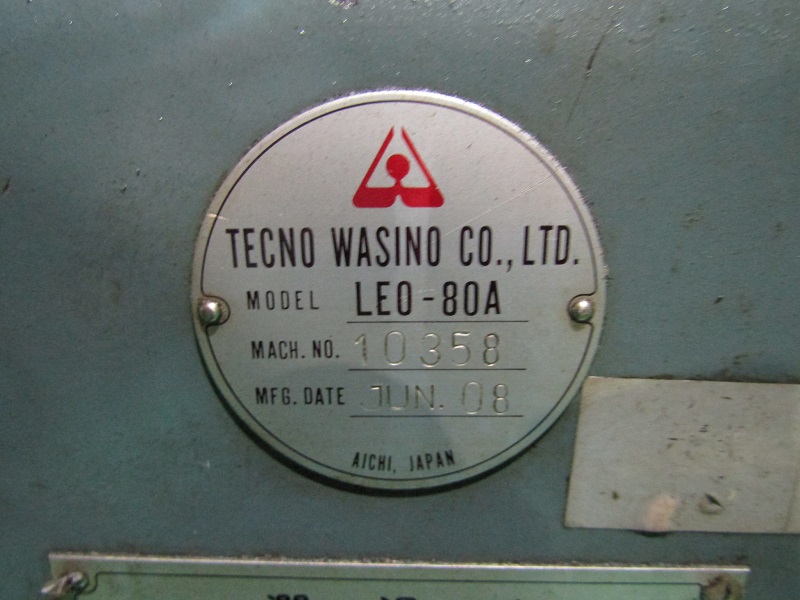 TECNO WASINO CO., LTD.
MODEL LEO-80A
MACH. NO. 10358
MFG. DATE JUN. 08
AICHI, JAPAN